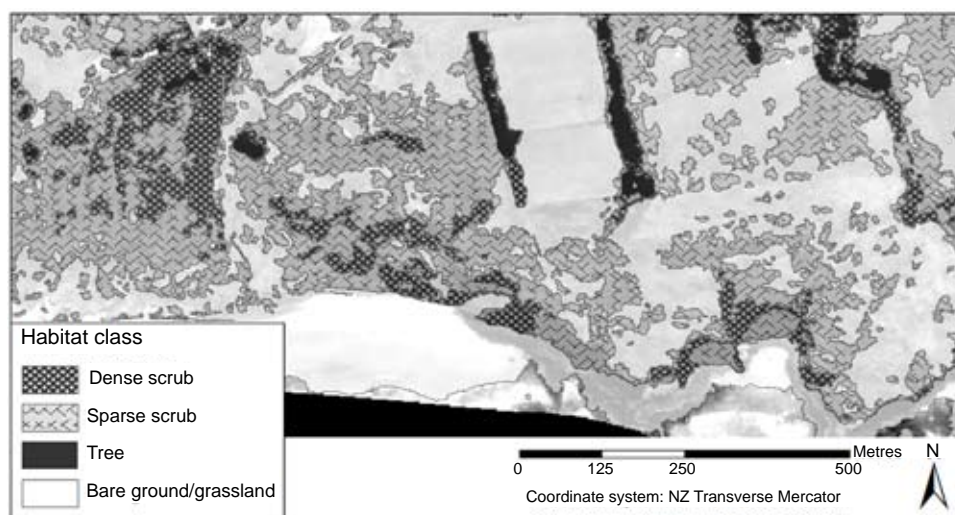 Habitat class
Dense scrub
Sparse scrub
Tree
Bare ground/grassland
Metres
0 125 250 500
Coordinate system: NZ Transverse Mercator
N